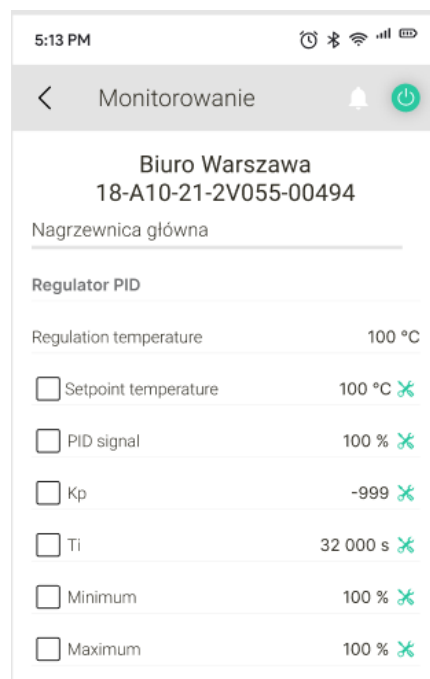 5:13 PM
Monitorowanie
Biuro Warszawa
18-A10-21-2V055-00494
Nagrzewnica główna
Regulator PID
Regulation temperature 100 °C
Setpoint temperature 100 °C
PID signal 100 %
Kp -999
Ti 32 000 s
Minimum 100 %
Maximum 100 %